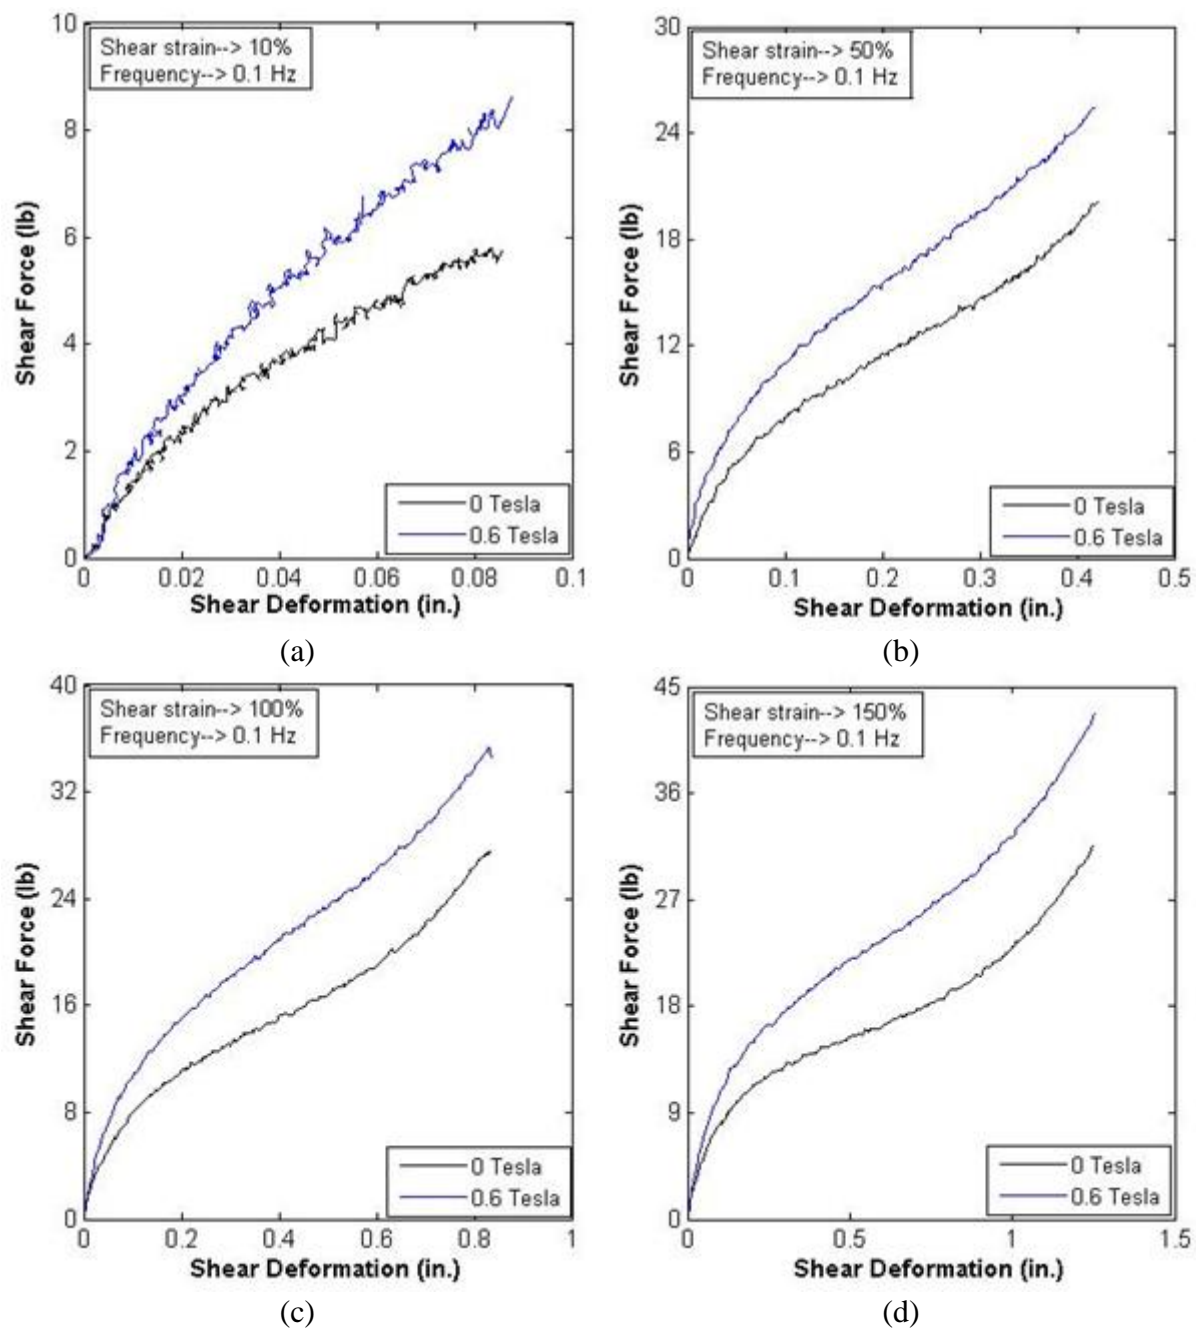 10
8
6
4
2
0
Shear Force (lb)
Shear strain--> 10%
Frequency--> 0.1 Hz
0 Tesla
0.6 Tesla
0 0.02 0.04 0.06 0.08 0.1
Shear Deformation (in.)
(a)
30
24
18
12
6
0
Shear Force (lb)
Shear strain--> 50%
Frequency--> 0.1 Hz
0 Tesla
0.6 Tesla
0 0.1 0.2 0.3 0.4 0.5
Shear Deformation (in.)
(b)
40
32
24
16
8
0
Shear Force (lb)
Shear strain--> 100%
Frequency--> 0.1 Hz
0 Tesla
0.6 Tesla
0 0.2 0.4 0.6 0.8 1
Shear Deformation (in.)
(c)
45
36
27
18
9
0
Shear Force (lb)
Shear strain--> 150%
Frequency--> 0.1 Hz
0 Tesla
0.6 Tesla
0 0.5 1 1.5
Shear Deformation (in.)
(d)